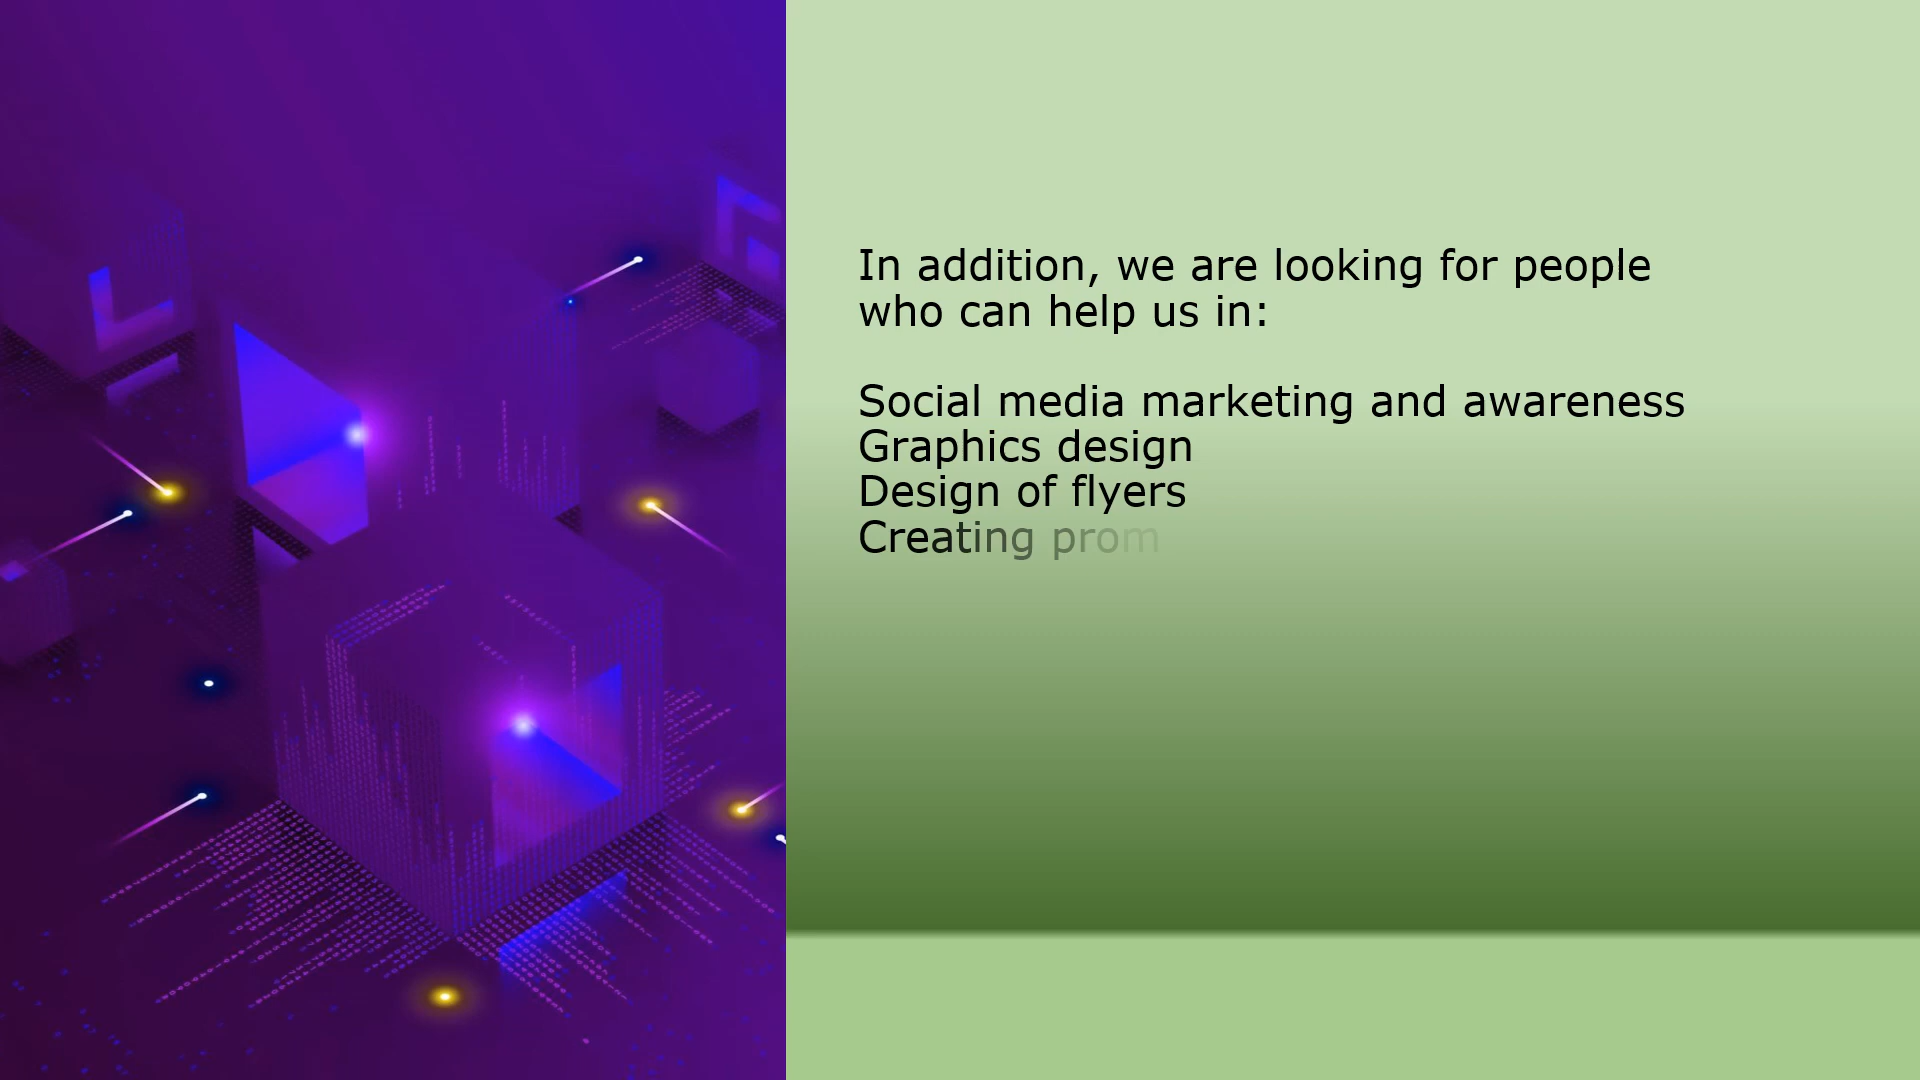 In addition, we are looking for people
who can help us in:
Social media marketing and awareness
Graphics design
Design of flyers
Creating prom